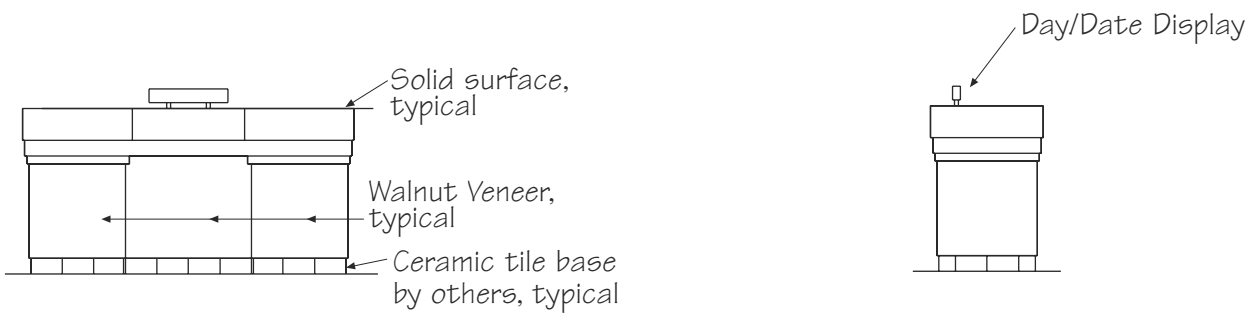 Day/Date Display
Solid surface,
typical
Walnut Veneer,
typical
Ceramic tile base
by others, typical